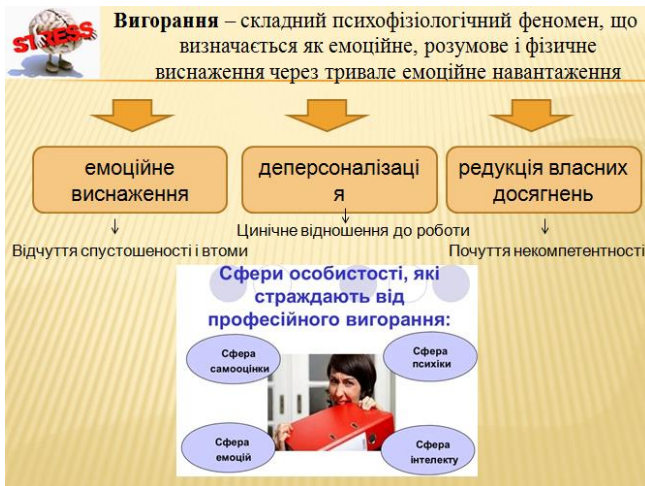 STRESS
Вигорання – складний психофізіологічний феномен, що
визначається як емоційне, розумове і фізичне
виснаження через тривале емоційне навантаження
емоційне
виснаження
деперсоналізаці
я
редукція власних
досягнень
Відчуття спустошеності і втоми
Цинічне відношення до роботи
Почуття некомпетентності
Сфери особистості, які
страждають від
професійного вигорання:
Сфера
самооцінки
Сфера
психіки
Сфера
емоцій
Сфера
інтелекту